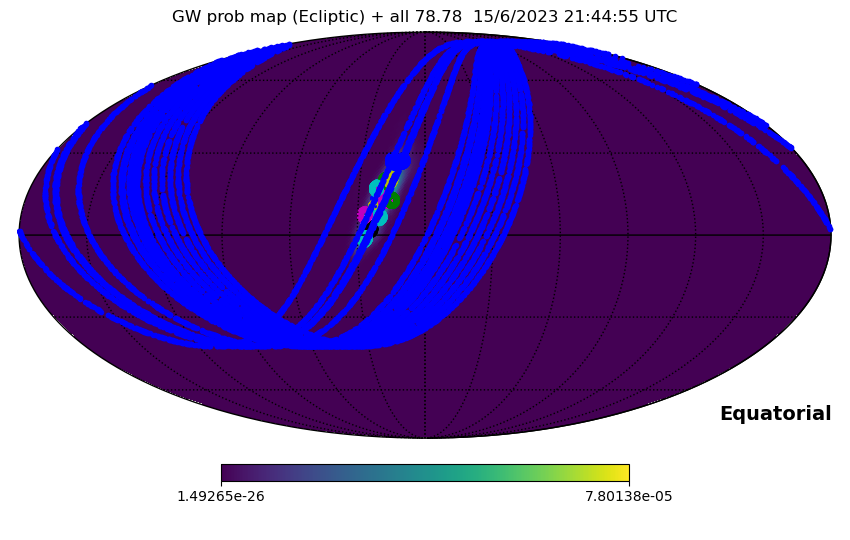 GW prob map (Ecliptic) + all 78.78  15/6/2023 21:44:55 UTC
Equatorial
1.49265e-26
7.80138e-05